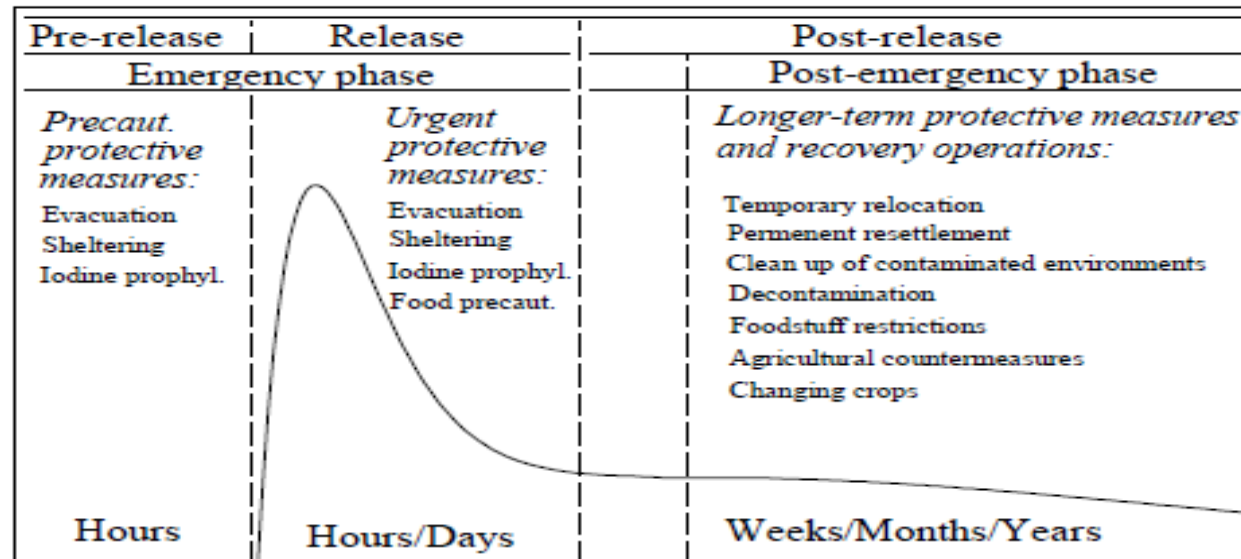 Pre-release
Release
Post-release
Emergency phase
Post-emergency phase
Precaut.
protective
measures:
Evacuation
Sheltering
Iodine prophyl.
Urgent
protective
measures:
Evacuation
Sheltering
Iodine prophyl.
Food precaut.
Longer-term protective measures
and recovery operations:
Temporary relocation
Permenent resettlement
Clean up of contaminated environments
Decontamination
Foodstuff restrictions
Agricultural countermeasures
Changing crops
Hours
Hours/Days
Weeks/Months/Years